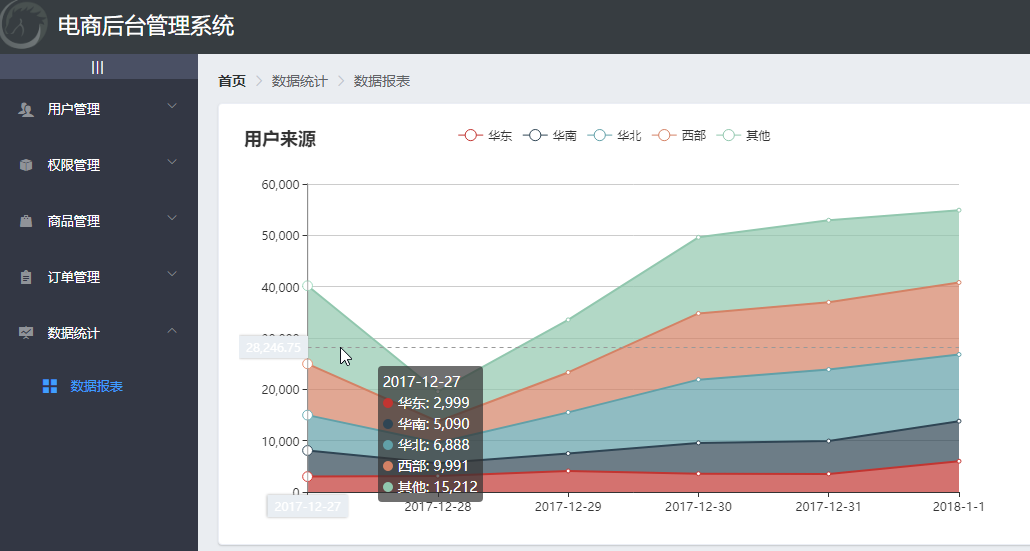 电商后台管理系统
|||
用户管理
权限管理
商品管理
订单管理
数据统计
数据报表
首页 > 数据统计 > 数据报表
用户来源
华东 华南 华北 西部 其他
60,000
50,000
40,000
28,246.75
20,000
10,000
0
2017-12-27
华东: 2,999
华南: 5,090
华北: 6,888
西部: 9,991
其他: 15,212
2017-12-27 2017-12-28 2017-12-29 2017-12-30 2017-12-31 2018-1-1